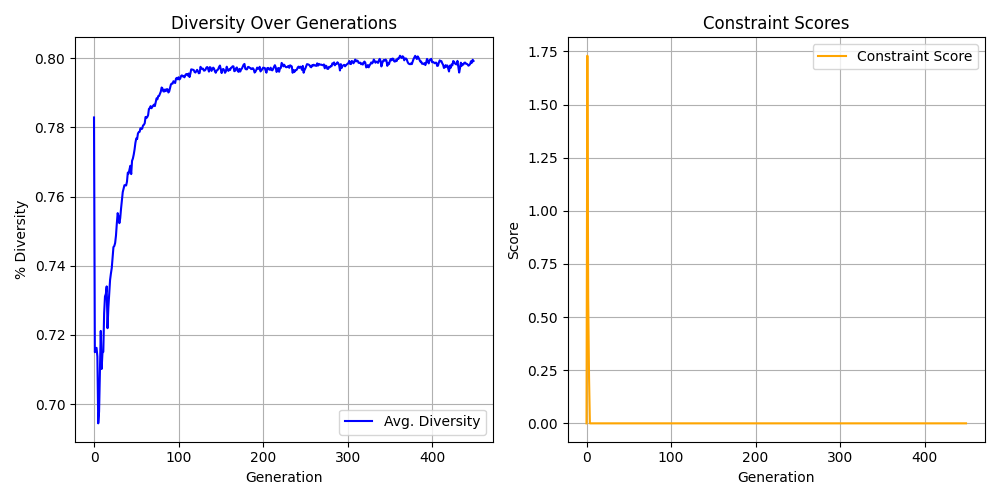 Diversity Over Generations
% Diversity
0.80
0.78
0.76
0.74
0.72
0.70
Avg. Diversity
0 100 200 300 400
Generation
Constraint Scores
Score
1.75
1.50
1.25
1.00
0.75
0.50
0.25
0.00
Constraint Score
0 100 200 300 400
Generation